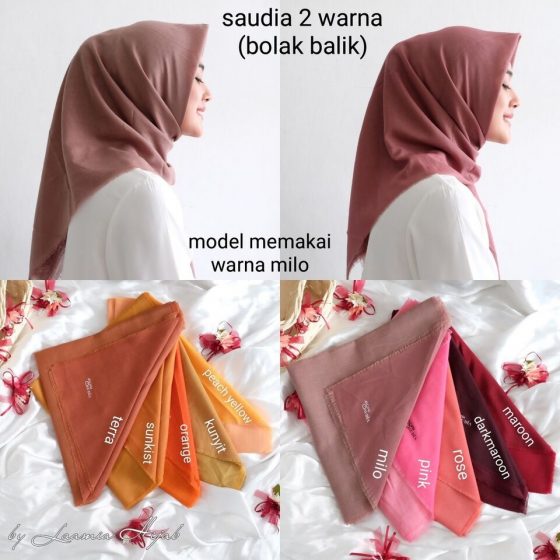 saudia 2 warna
(bolak balik)
model memakai
warna milo
terra
sunkist
orange
kunyit
peach yellow
milo
pink
rose
darkmaroon
maroon
by Laamia Hijab